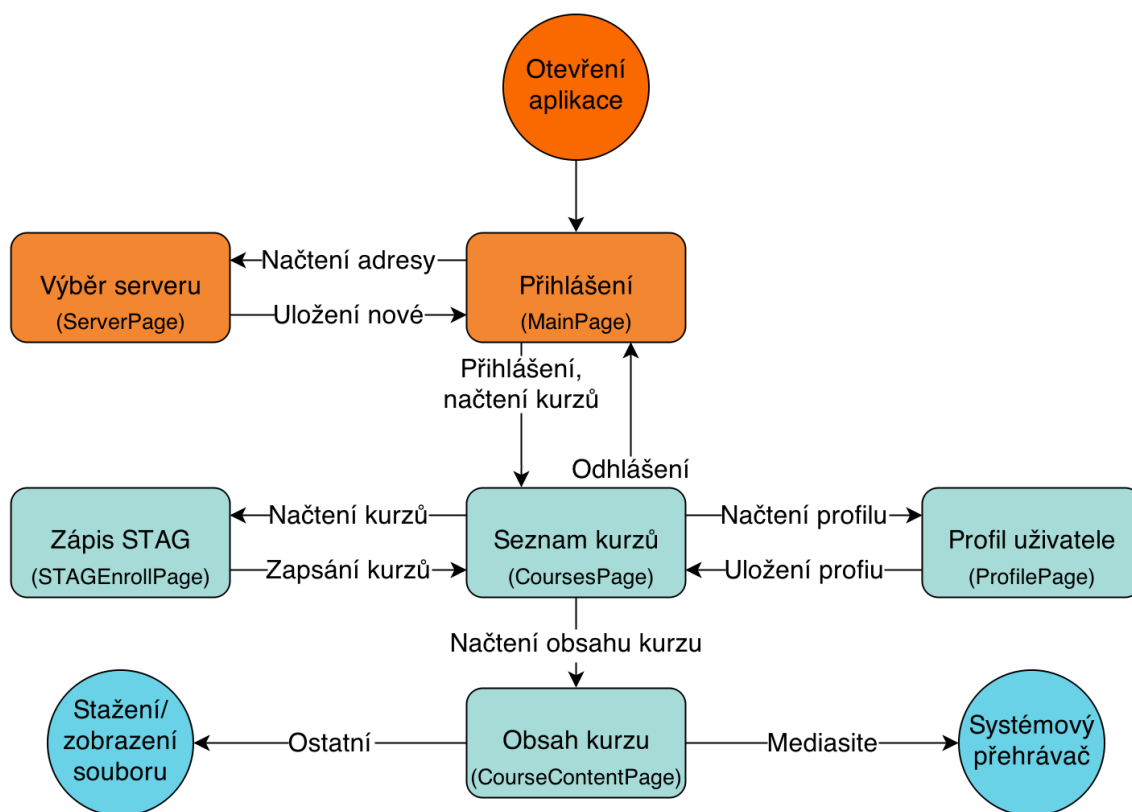 Otevření
aplikace
Výběr serveru
(ServerPage)
Načtení adresy
Uložení nové
Přihlášení
(MainPage)
Přihlášení,
načtení kurzů
Odhlášení
Zápis STAG
(STAGEnrollPage)
Načtení kurzů
Zapsání kurzů
Seznam kurzů
(CoursesPage)
Načtení profilu
Uložení profiu
Profil uživatele
(ProfilePage)
Načtení obsahu kurzu
Stažení/
zobrazení
souboru
Ostatní
Obsah kurzu
(CourseContentPage)
Mediasite
Systémový
přehrávač